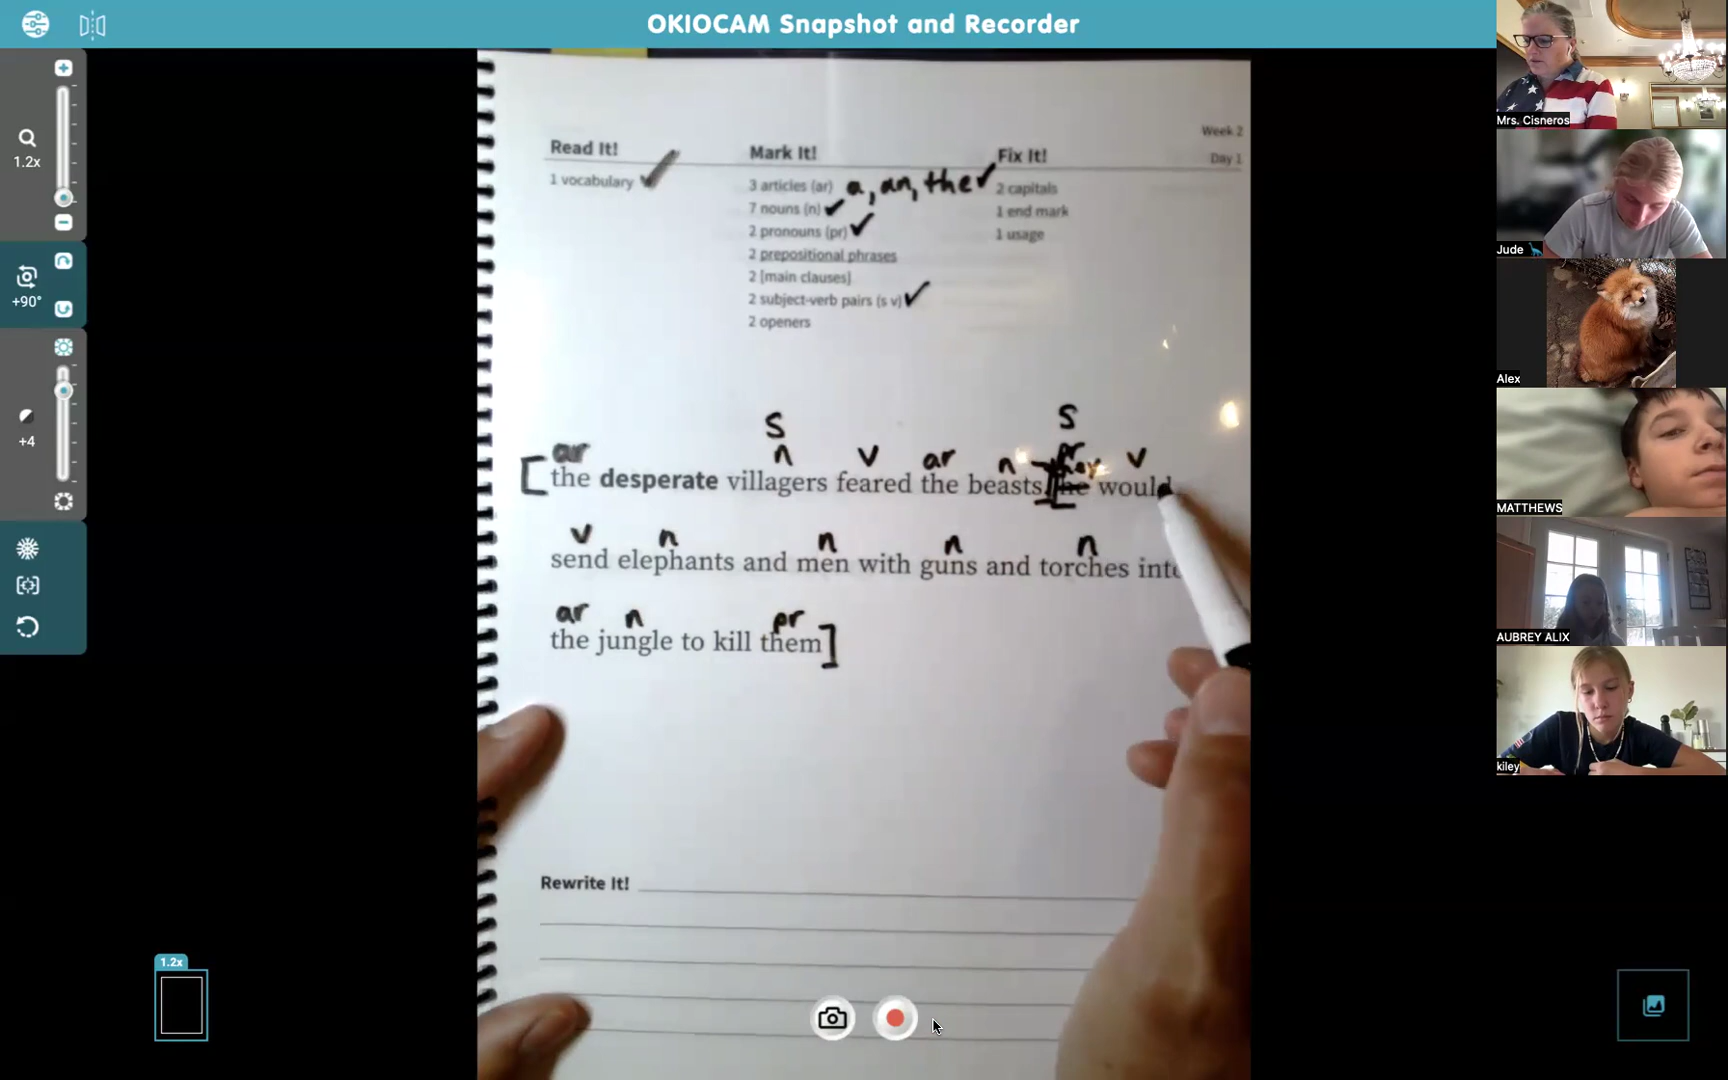 OKIOCAM Snapshot and Recorder
1.2x
+90°
+4
Week 2
Day 1
Read It!
1 vocabulary ✓
Mark It!
3 articles (ar) a, an, the ✓
7 nouns (n) ✓
2 pronouns (pr) ✓
2 prepositional phrases
2 [main clauses]
2 subject-verb pairs (s v) ✓
2 openers
Fix It!
2 capitals
1 end mark
1 usage
S S
ar n v ar n pr v
they
[the desperate villagers feared the beasts] [he would
v n n n n
send elephants and men with guns and torches into
ar n pr
the jungle to kill them]
Rewrite It!
1.2x
Mrs. Cisneros
Jude
Alex
MATTHEWS
AUBREY ALIX
kiley